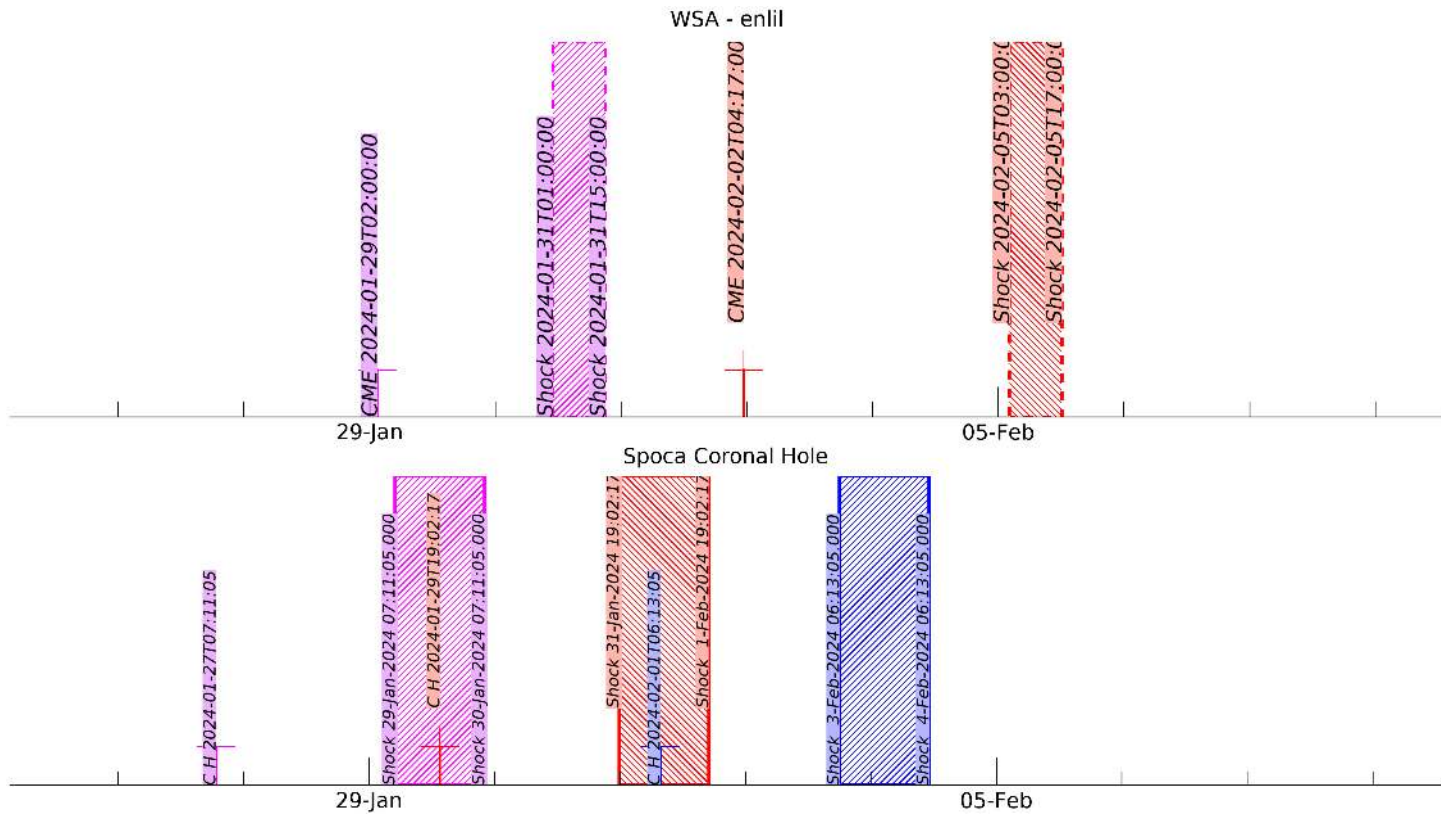 WSA - enlil
CME 2024-01-29T02:00:00
Shock 2024-01-31T01:00:00
Shock 2024-01-31T15:00:00
CME 2024-02-02T04:17:00
Shock 2024-02-05T03:00:0
Shock 2024-02-05T17:00:0
29-Jan
05-Feb
Spoca Coronal Hole
C H 2024-01-27T07:11:05
Shock 29-Jan-2024 07:11:05.000
C H 2024-01-29T19:02:17
Shock 30-Jan-2024 07:11:05.000
Shock 31-Jan-2024 19:02:17
C H 2024-02-01T06:13:05
Shock 1-Feb-2024 19:02:17
Shock 3-Feb-2024 06:13:05.000
Shock 4-Feb-2024 06:13:05.000
29-Jan
05-Feb